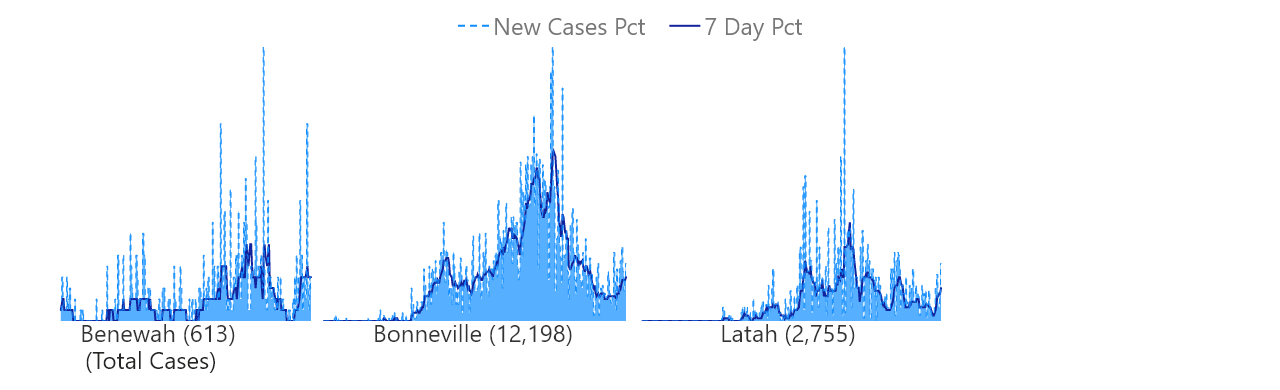 New Cases Pct 7 Day Pct
Benewah (613) Bonneville (12,198) Latah (2,755)
(Total Cases)